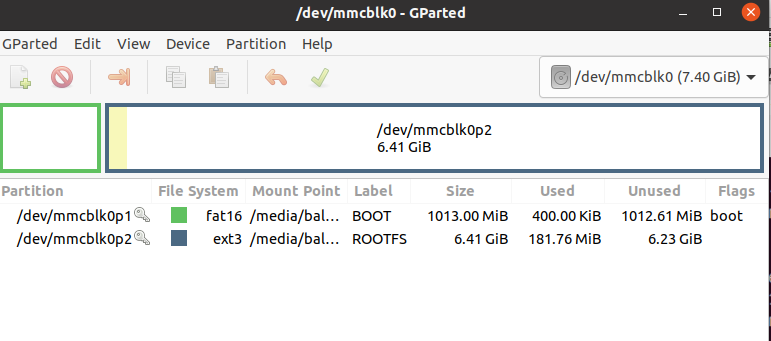 /dev/mmcblk0 - GParted
GParted Edit View Device Partition Help
/dev/mmcblk0 (7.40 GiB)
/dev/mmcblk0p2
6.41 GiB
Partition File System Mount Point Label Size Used Unused Flags
/dev/mmcblk0p1 fat16 /media/bal... BOOT 1013.00 MiB 400.00 KiB 1012.61 MiB boot
/dev/mmcblk0p2 ext3 /media/bal... ROOTFS 6.41 GiB 181.76 MiB 6.23 GiB